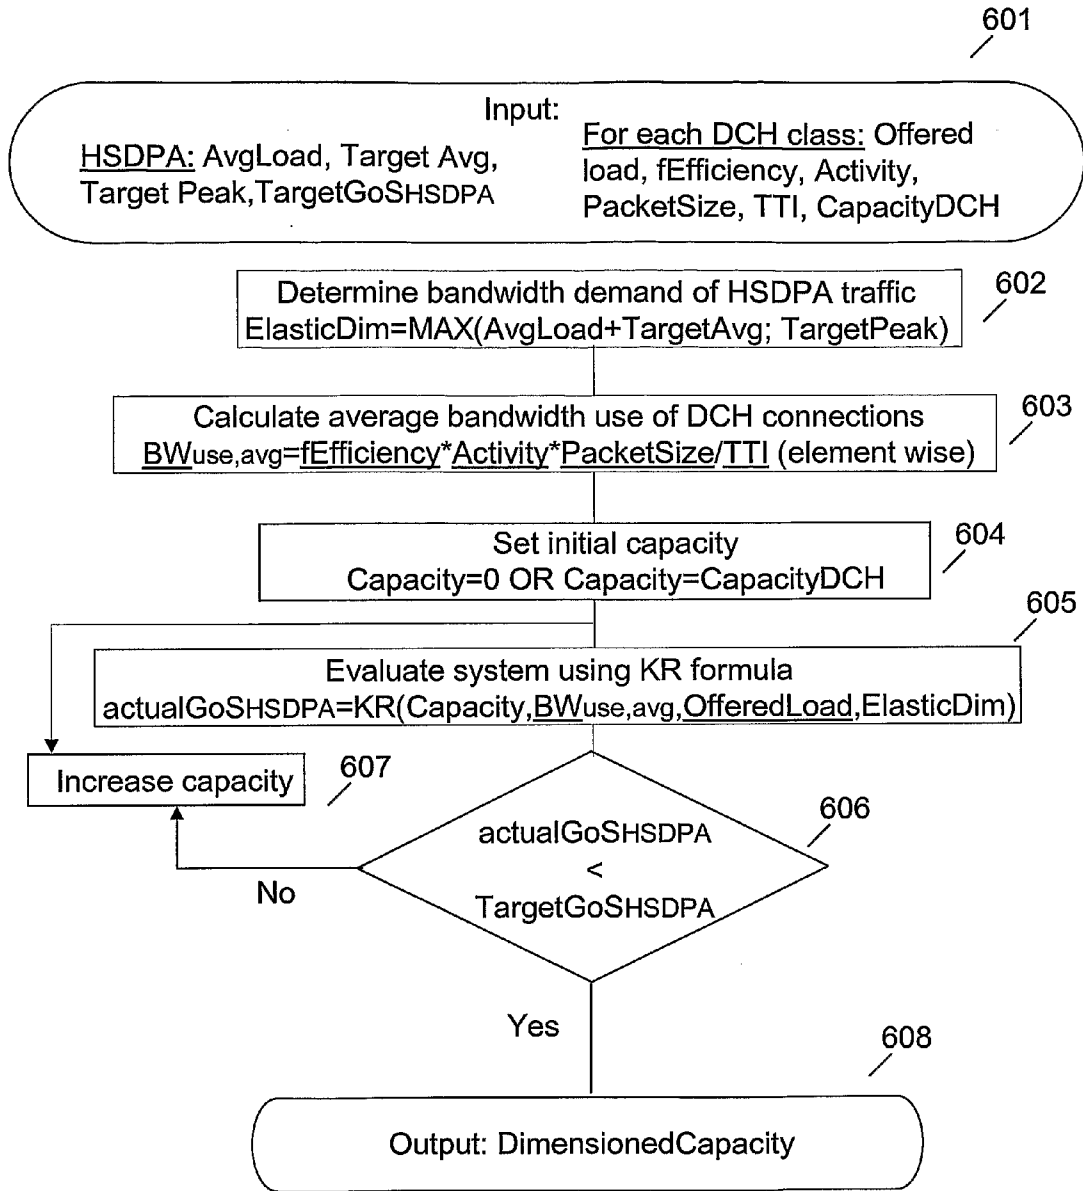 601
Input:
HSDPA: AvgLoad, Target Avg,
Target Peak,TargetGoSHSDPA
For each DCH class: Offered
load, fEfficiency, Activity,
PacketSize, TTI, CapacityDCH
Determine bandwidth demand of HSDPA traffic
ElasticDim=MAX(AvgLoad+TargetAvg; TargetPeak)
602
Calculate average bandwidth use of DCH connections
BWuse,avg=fEfficiency*Activity*PacketSize/TTI (element wise)
603
Set initial capacity
Capacity=0 OR Capacity=CapacityDCH
604
605
Evaluate system using KR formula
actualGoSHSDPA=KR(Capacity,BWuse,avg,OfferedLoad,ElasticDim)
Increase capacity
607
606
actualGoSHSDPA
<
TargetGoSHSDPA
No
Yes
608
Output: DimensionedCapacity